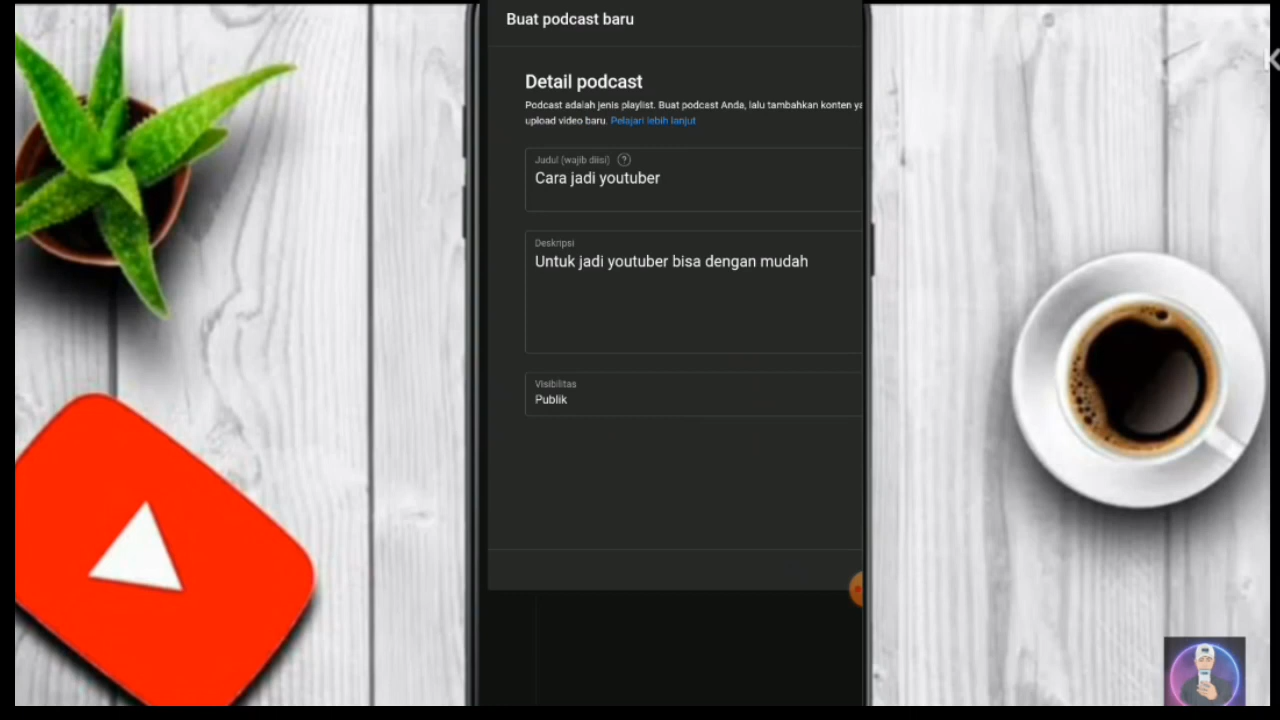 Buat podcast baru
Detail podcast
Podcast adalah jenis playlist. Buat podcast Anda, lalu tambahkan konten ya
upload video baru. Pelajari lebih lanjut
Judul (wajib diisi) ?
Cara jadi youtuber
Deskripsi
Untuk jadi youtuber bisa dengan mudah
Visibilitas
Publik